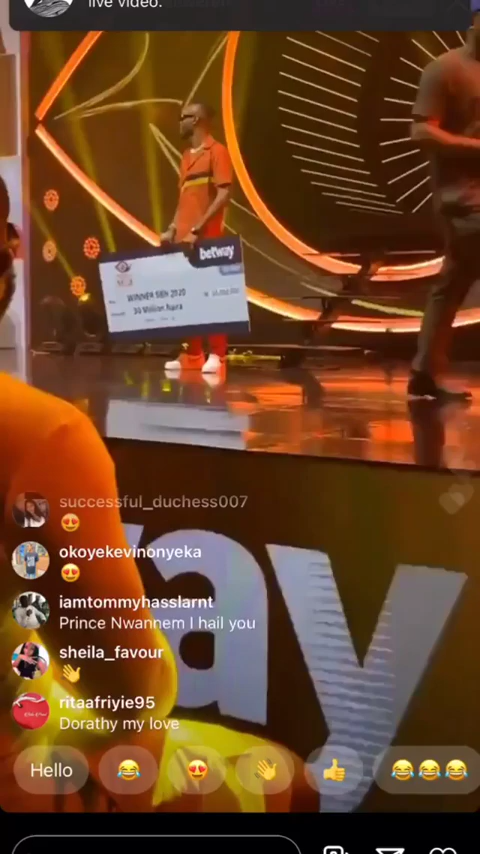 live video.
betway
WINNER BBN 2020
30 Million Naira
successful_duchess007
😍
okoyekevinonyeka
😍
iamtommyhasslarnt
Prince Nwannem I hail you
sheila_favour
👋
ritaafriyie95
Dorathy my love
way
Hello 😂 😍 👋 👍 😂😂😂